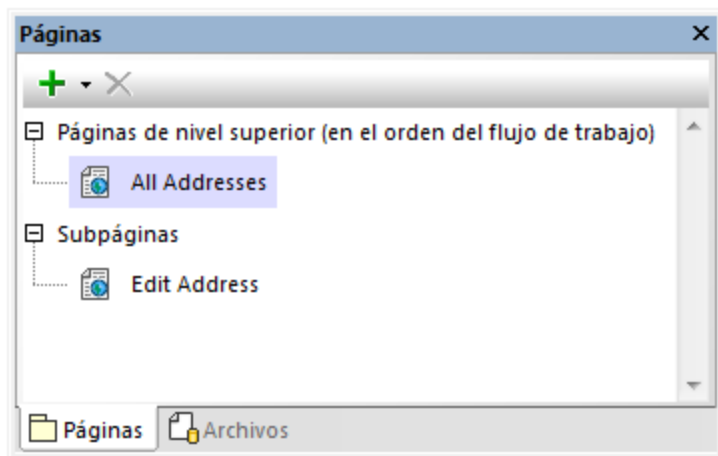 Páginas
Páginas de nivel superior (en el orden del flujo de trabajo)
All Addresses
Subpáginas
Edit Address
Páginas
Archivos